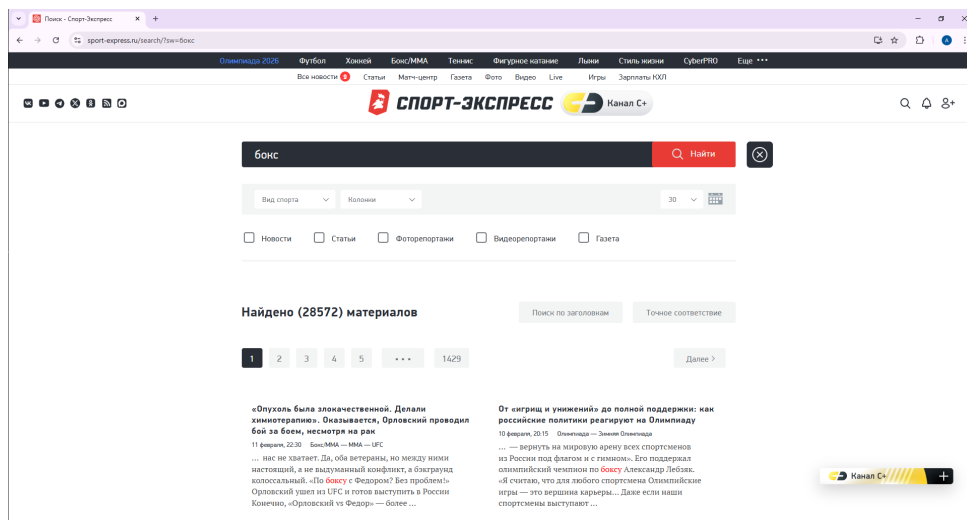 Поиск - Спорт-Экспресс
sport-express.ru/search/?sw=бокс
Олимпиада 2026 Футбол Хоккей Бокс/ММА Теннис Фигурное катание Лыжи Стиль жизни CyberPRO Еще •••
Все новости Статьи Матч-центр Газета Фото Видео Live Игры Зарплаты КХЛ
СПОРТ-ЭКСПРЕСС
Канал С+
бокс
Найти
Вид спорта
Колонки
30
Новости Статьи Фоторепортажи Видеорепортажи Газета
Найдено (28572) материалов
Поиск по заголовкам
Точное соответствие
1 2 3 4 5 ••• 1429
Далее >
«Опухоль была злокачественной. Делали
химиотерапию». Оказывается, Орловский проводил
бой за боем, несмотря на рак
11 февраля, 22:30 Бокс/ММА — ММА — UFC
... нас не хватает. Да, оба ветераны, но между ними
настоящий, а не выдуманный конфликт, а бэкграунд
колоссальный. «По боксу с Федором? Без проблем!»
Орловский ушел из UFC и готов выступить в России
Конечно, «Орловский vs Федор» — более ...
От «игрищ и унижений» до полной поддержки: как
российские политики реагируют на Олимпиаду
10 февраля, 20:15 Олимпиада — Зимняя Олимпиада
... — вернуть на мировую арену всех спортсменов
из России под флагом и с гимном». Его поддержал
олимпийский чемпион по боксу Александр Лебзяк.
«Я считаю, что для любого спортсмена Олимпийские
игры — это вершина карьеры... Даже если наши
спортсмены выступают ...
Канал С+